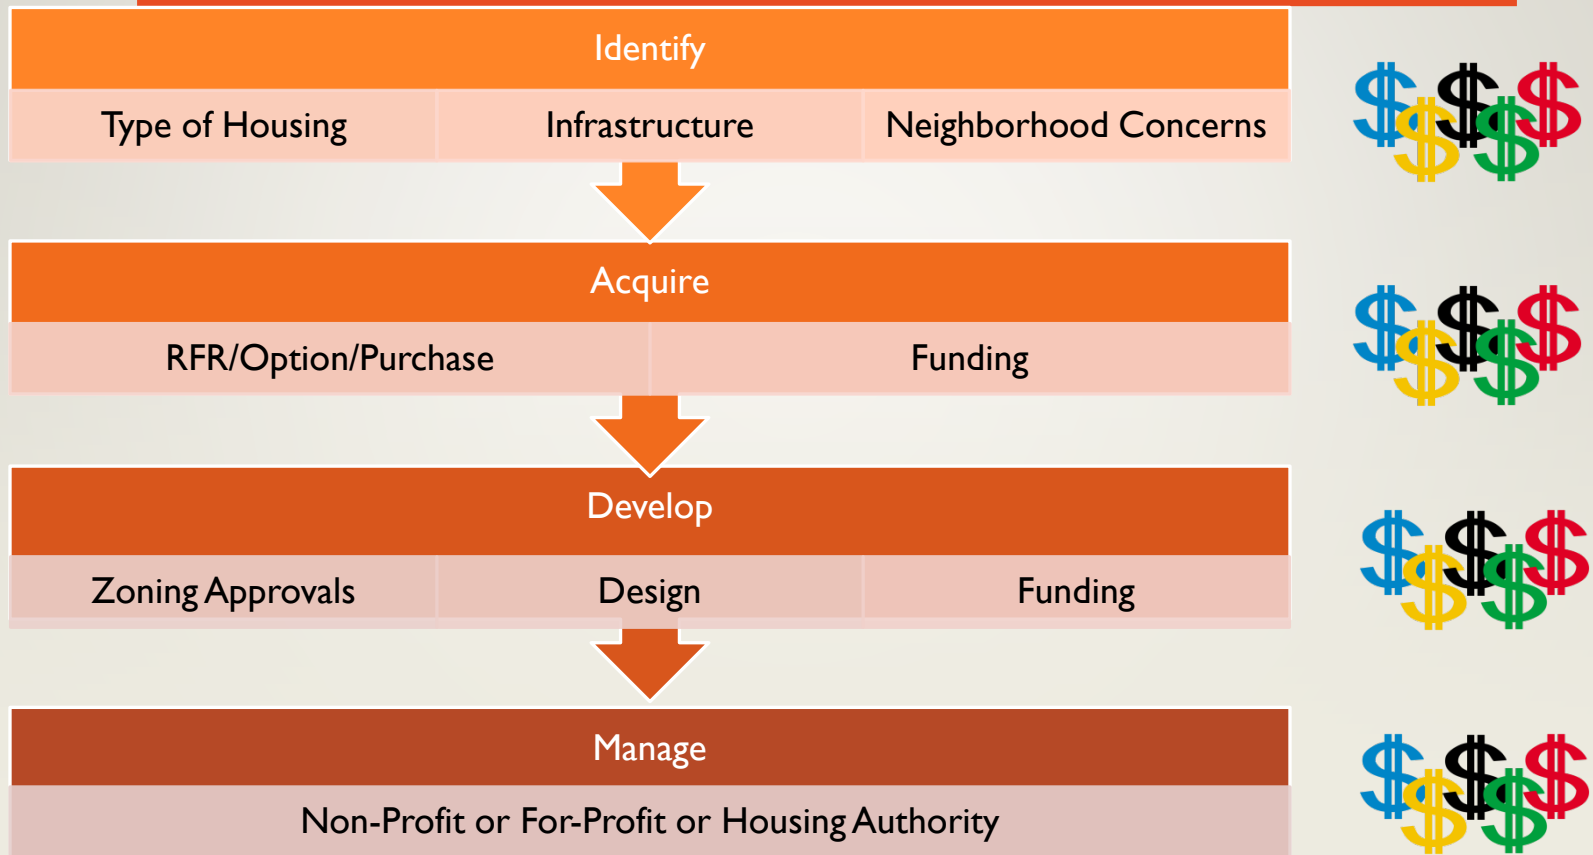 Identify
Type of Housing Infrastructure Neighborhood Concerns
$ $ $ $ $
Acquire
RFR/Option/Purchase Funding
$ $ $ $ $
Develop
Zoning Approvals Design Funding
$ $ $ $ $
Manage
Non-Profit or For-Profit or Housing Authority
$ $ $ $ $